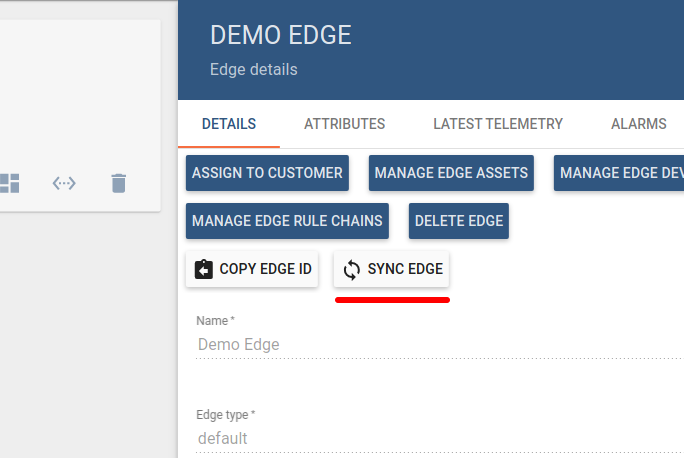 DEMO EDGE
Edge details
DETAILS ATTRIBUTES LATEST TELEMETRY ALARMS
ASSIGN TO CUSTOMER MANAGE EDGE ASSETS MANAGE EDGE DEV
MANAGE EDGE RULE CHAINS DELETE EDGE
COPY EDGE ID SYNC EDGE
Name *
Demo Edge
Edge type *
default